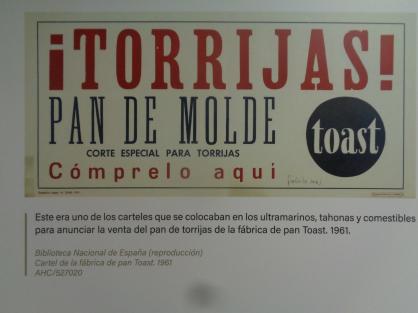 ¡TORRIJAS!
PAN DE MOLDE
toast
CORTE ESPECIAL PARA TORRIJAS
Cómprelo aquí
Este era uno de los carteles que se colocaban en los ultramarinos, tahonas y comestibles
para anunciar la venta del pan de torrijas de la fábrica de pan Toast. 1961.
Biblioteca Nacional de España (reproducción)
Cartel de la fábrica de pan Toast. 1961
AHC/527020